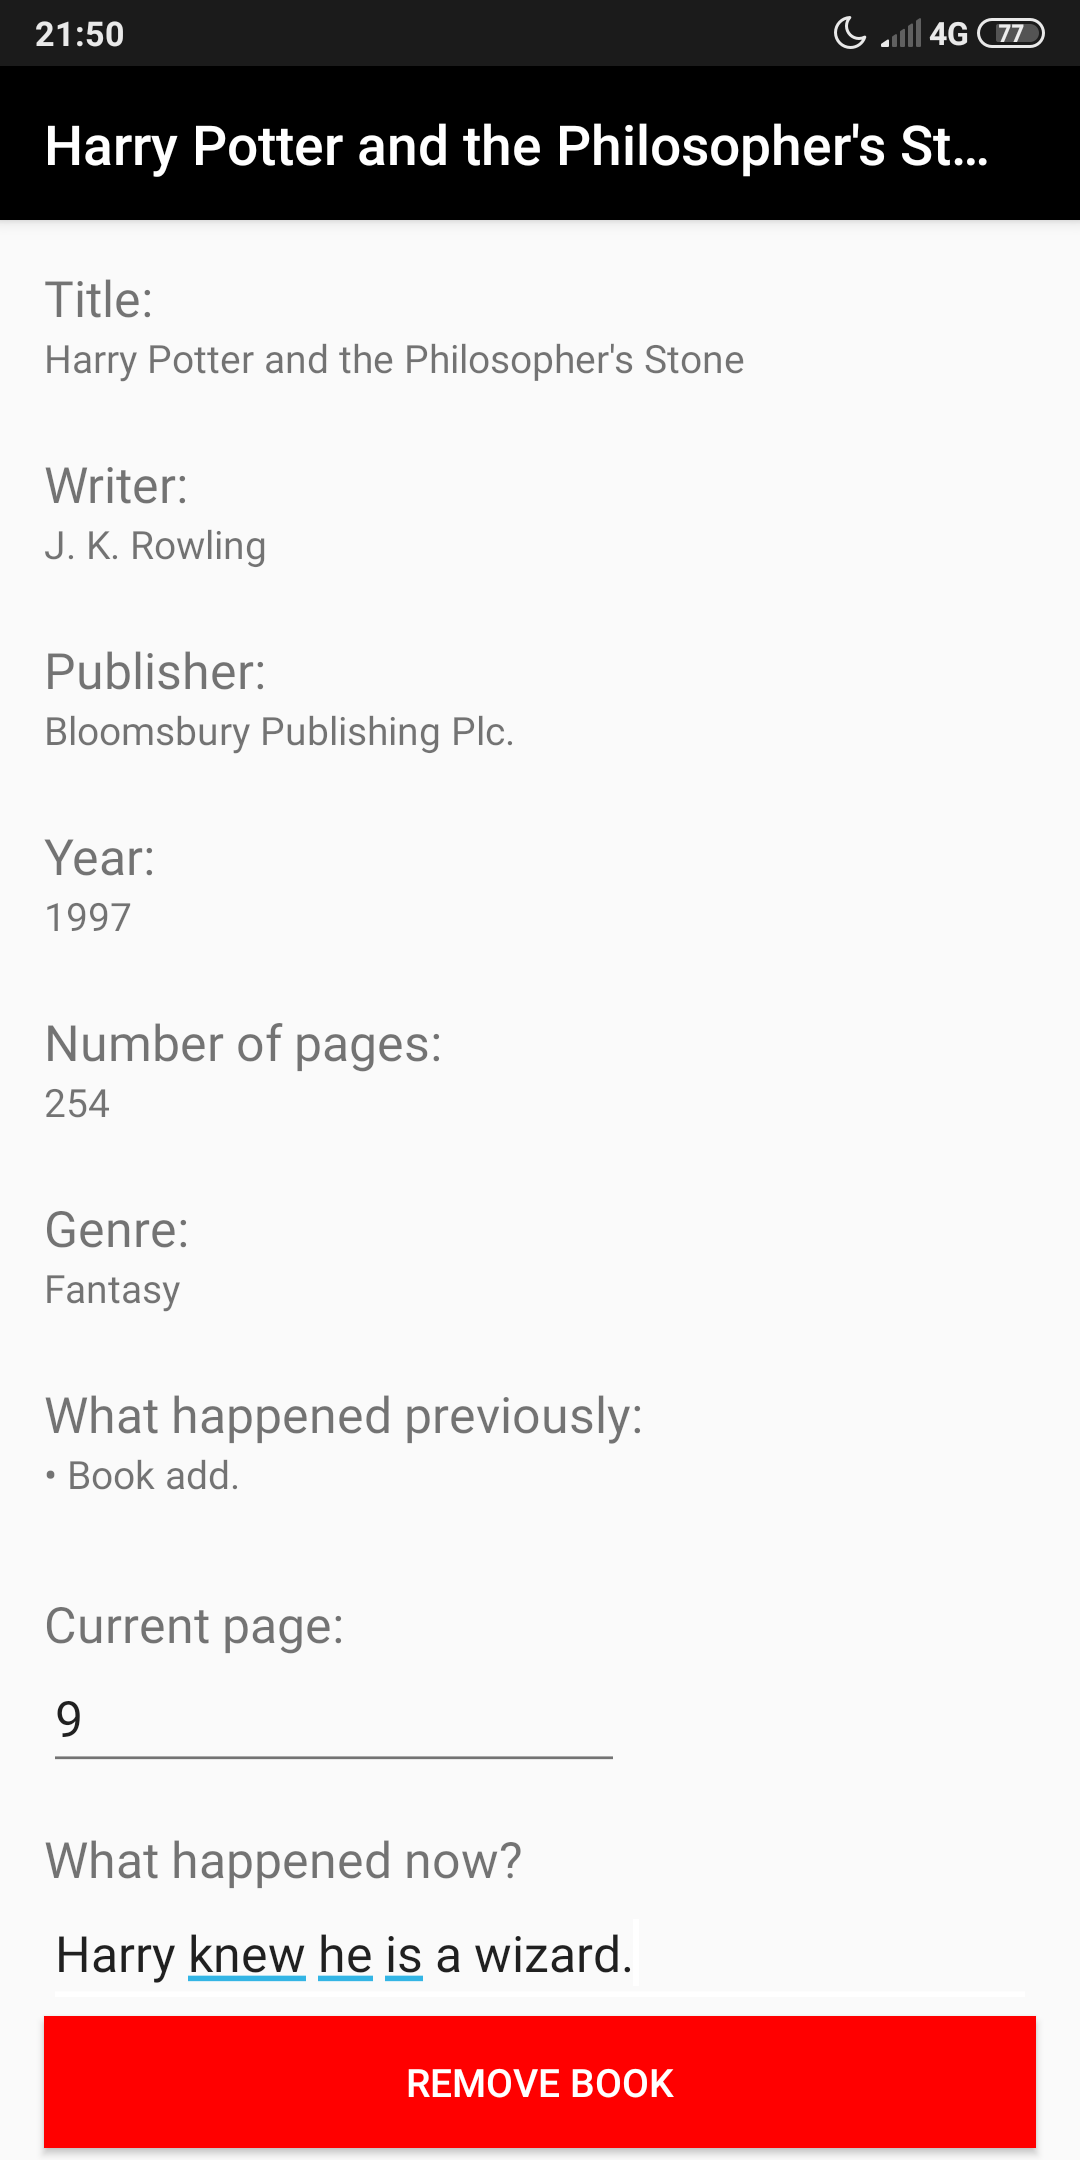 21:50 4G 77
Harry Potter and the Philosopher's St...
Title:
Harry Potter and the Philosopher's Stone
Writer:
J. K. Rowling
Publisher:
Bloomsbury Publishing Plc.
Year:
1997
Number of pages:
254
Genre:
Fantasy
What happened previously:
• Book add.
Current page:
9
What happened now?
Harry knew he is a wizard.
REMOVE BOOK